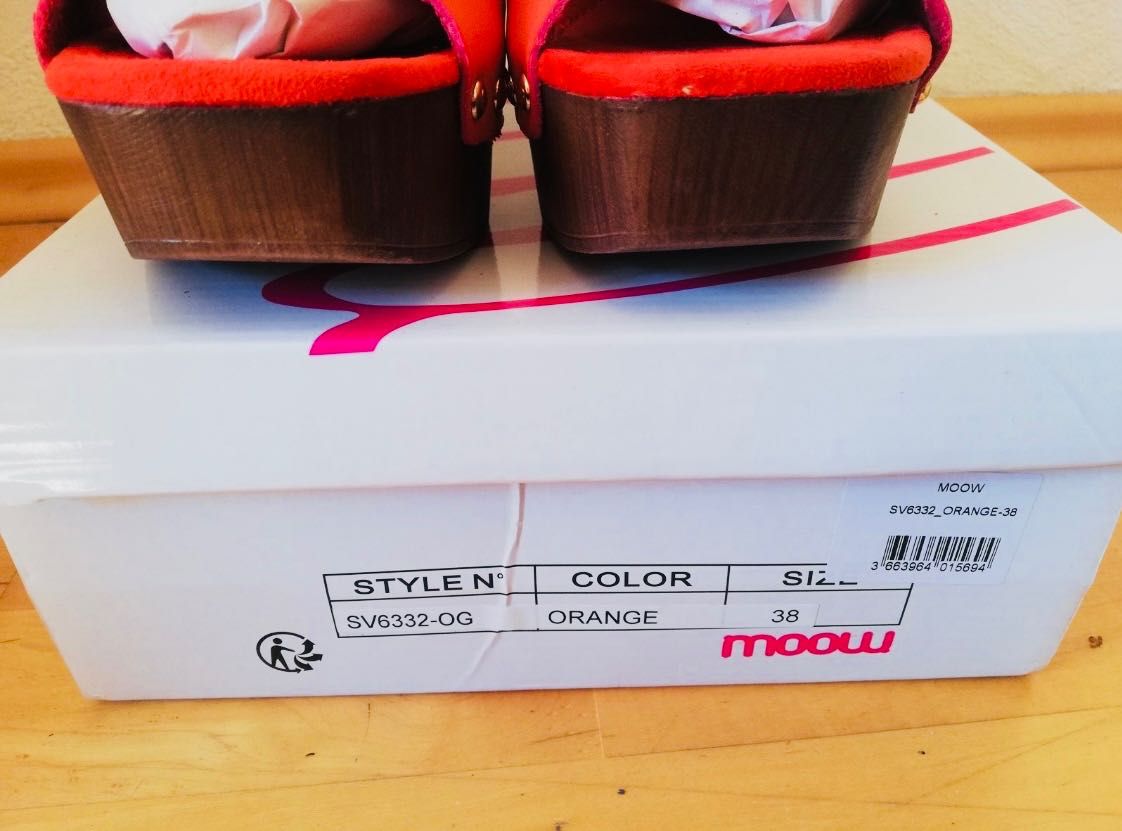 MOOW
SV6332_ORANGE-38
3 663964 015694
STYLE N° COLOR SIZE
SV6332-OG ORANGE 38
moow